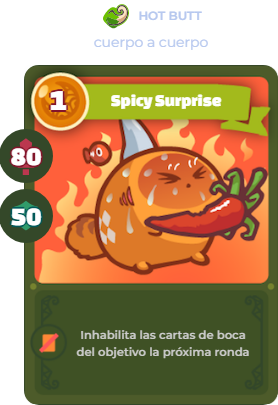 HOT BUTT
cuerpo a cuerpo
1
Spicy Surprise
80
50
Inhabilita las cartas de boca
del objetivo la próxima ronda